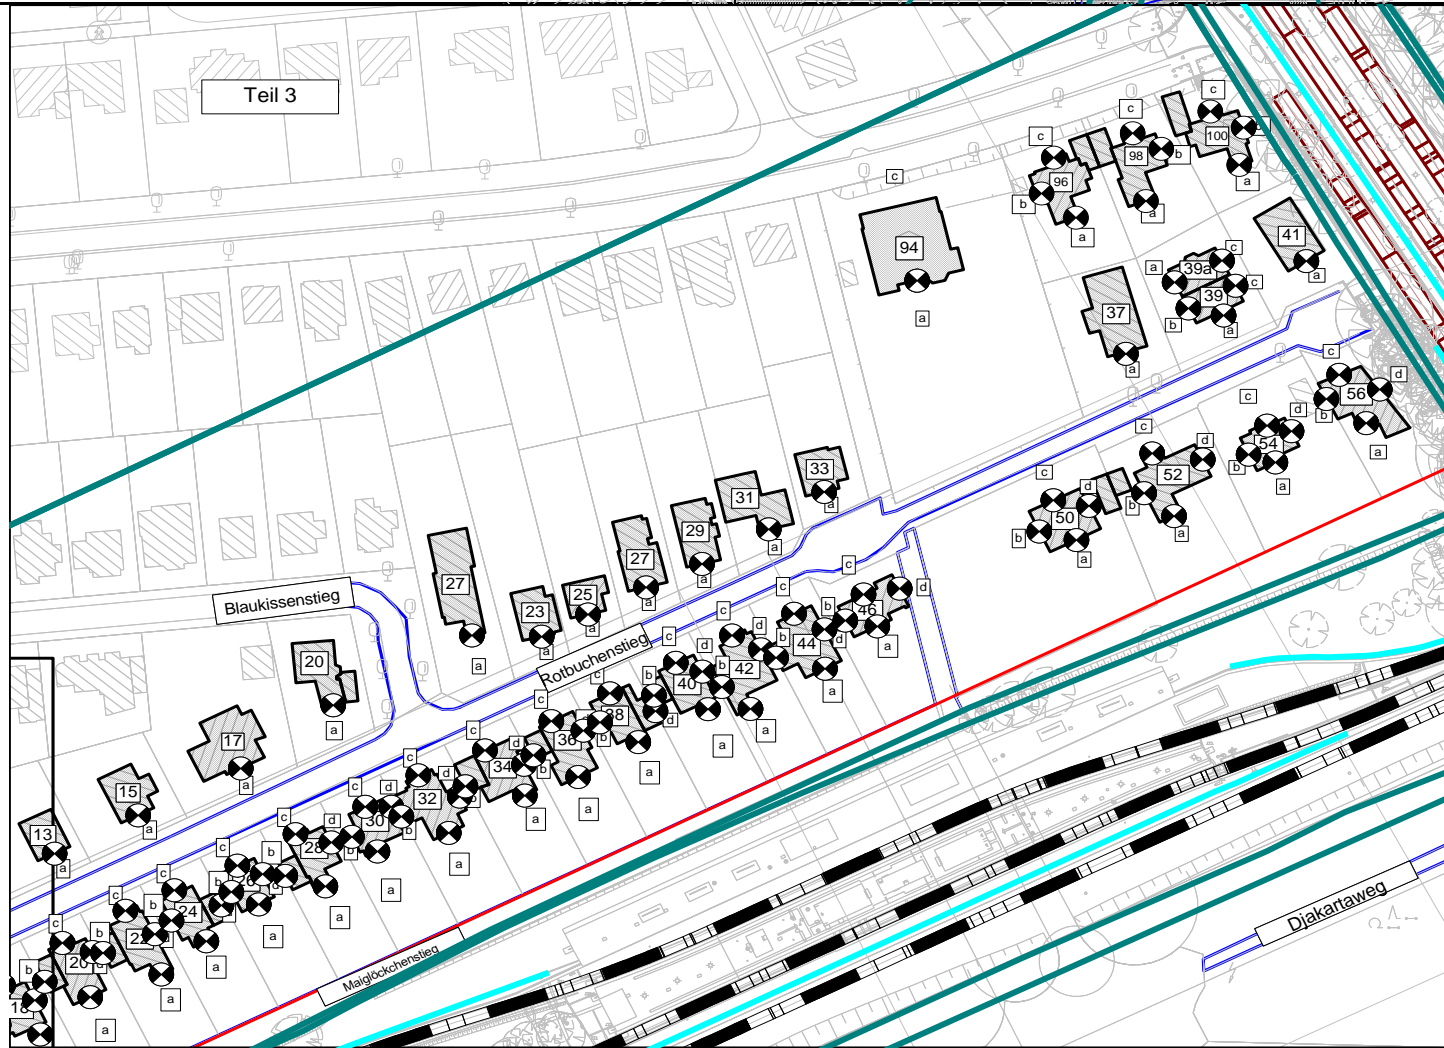 Teil 3
c
c
c
100
b
98
b
c
96
a
c
b
a
a
41
94
c
a
39a
a
c
39
37
b
a
a
a
c
d
56
b
c
d
54
a
b
a
c
d
52
b
a
c
d
50
b
a
33
a
31
a
29
a
27
a
25
a
23
a
27
a
Blaukissenstieg
20
a
17
a
15
a
13
a
Rotbuchenstieg
c
d
46
b
a
c
44
b
d
a
c
d
42
b
a
c
d
40
b
a
c
38
b
d
a
c
36
b
a
c
d
34
b
a
c
d
32
b
a
c
d
30
b
a
c
d
28
b
a
c
b
26
d
a
c
b
24
a
c
b
22
a
c
b
20
d
a
18
Maiglöckchenstieg
Djakartaweg